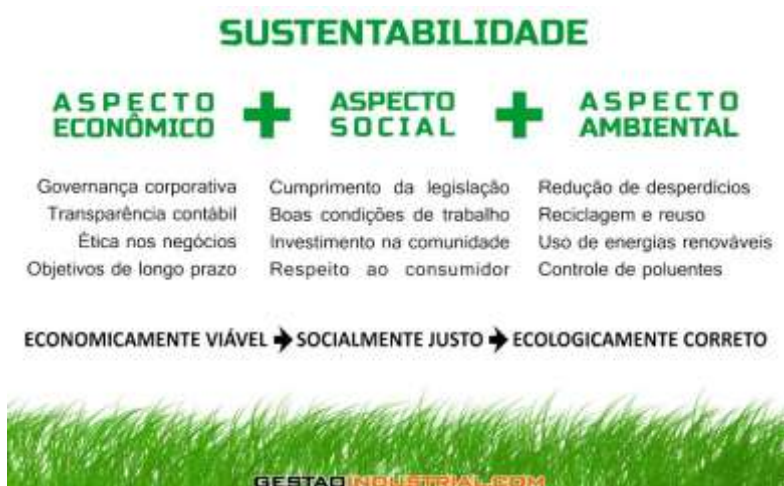 SUSTENTABILIDADE
ASPECTO
ECONÔMICO
+
ASPECTO
SOCIAL
+
ASPECTO
AMBIENTAL
Governança corporativa
Transparência contábil
Ética nos negócios
Objetivos de longo prazo
Cumprimento da legislação
Boas condições de trabalho
Investimento na comunidade
Respeito ao consumidor
Redução de desperdícios
Reciclagem e reuso
Uso de energias renováveis
Controle de poluentes
ECONOMICAMENTE VIÁVEL ➔ SOCIALMENTE JUSTO ➔ ECOLOGICAMENTE CORRETO
GESTAOINDUSTRIAL.COM